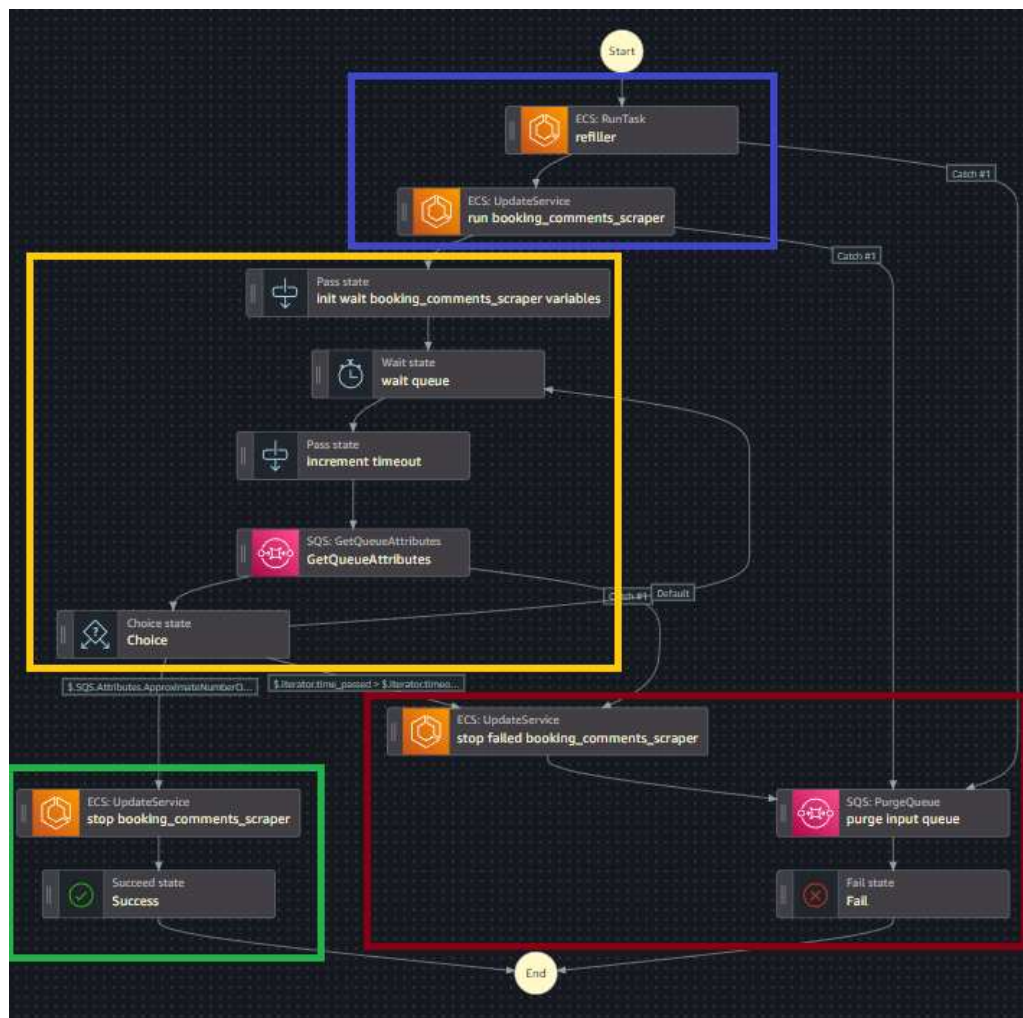 Start
ECS: RunTask
refiller
Catch #1
ECS: UpdateService
run booking_comments_scraper
Catch #1
Pass state
init wait booking_comments_scraper variables
Wait state
wait queue
Pass state
increment timeout
SQS: GetQueueAttributes
GetQueueAttributes
Catch #1
Default
Choice state
Choice
$.SQS.Attributes.ApproximateNumberO...
$.iterator.time_passed > $.iterator.timeo...
ECS: UpdateService
stop failed booking_comments_scraper
ECS: UpdateService
stop booking_comments_scraper
SQS: PurgeQueue
purge input queue
Succeed state
Success
Fail state
Fail
End